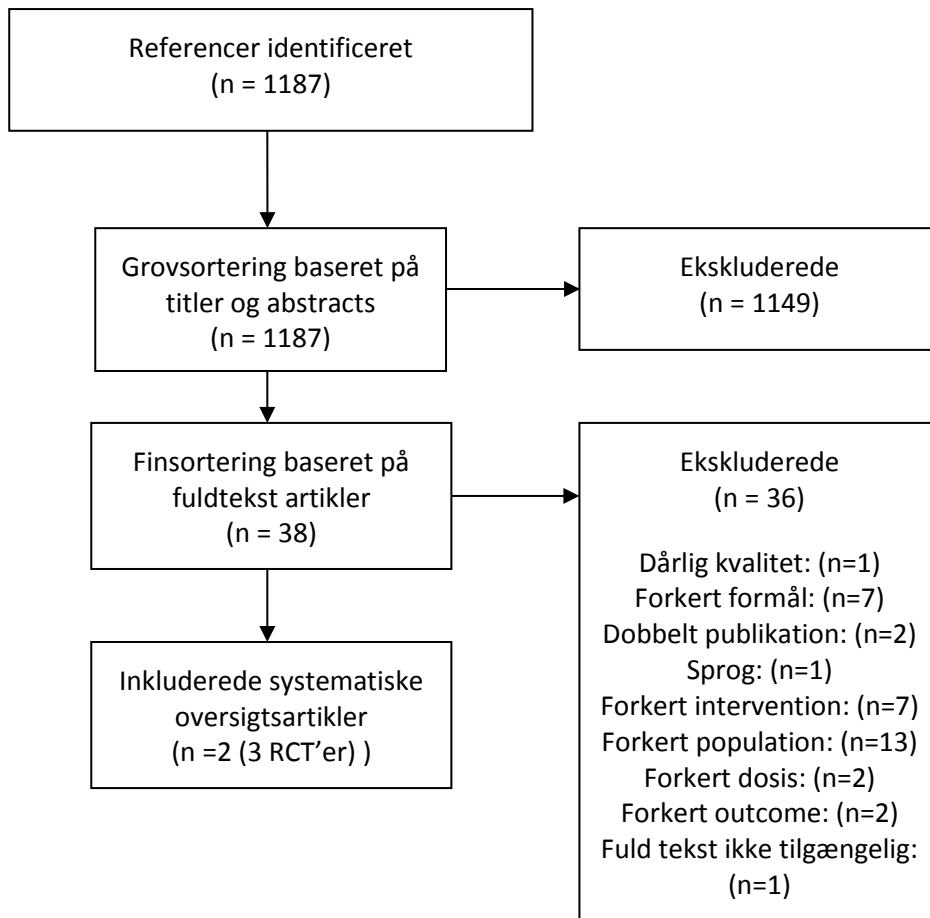 Referencer identificeret
(n = 1187)
Grovsortering baseret på
titler og abstracts
(n = 1187)
Ekskluderede
(n = 1149)
Finsortering baseret på
fuldtekst artikler
(n = 38)
Ekskluderede
(n = 36)
Dårlig kvalitet: (n=1)
Forkert formål: (n=7)
Dobbelt publikation: (n=2)
Sprog: (n=1)
Forkert intervention: (n=7)
Forkert population: (n=13)
Forkert dosis: (n=2)
Forkert outcome: (n=2)
Fuld tekst ikke tilgængelig:
(n=1)
Inkluderede systematiske
oversigtsartikler
(n =2 (3 RCT’er) )